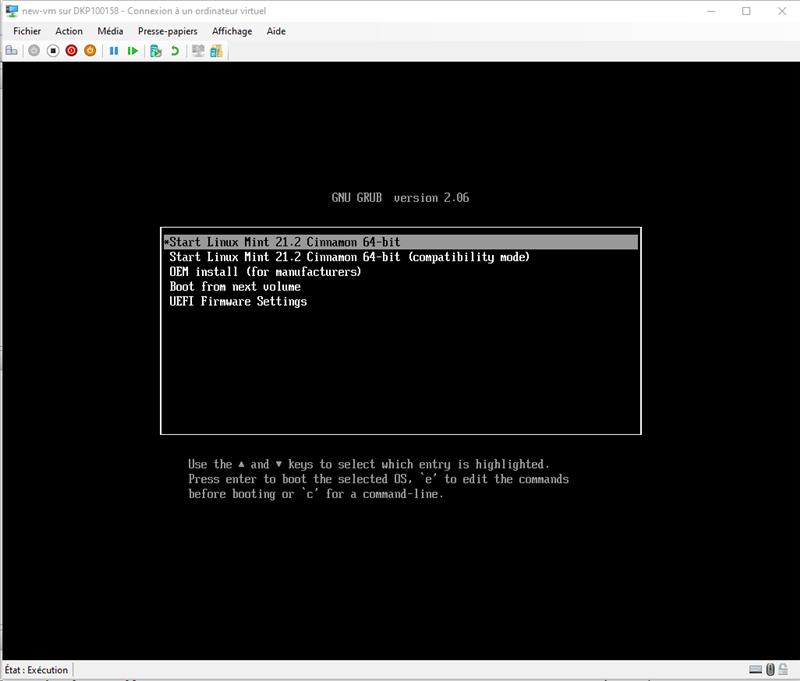 new-vm sur DKP100158 - Connexion à un ordinateur virtuel
Fichier Action Média Presse-papiers Affichage Aide
GNU GRUB version 2.06
*Start Linux Mint 21.2 Cinnamon 64-bit
Start Linux Mint 21.2 Cinnamon 64-bit (compatibility mode)
OEM install (for manufacturers)
Boot from next volume
UEFI Firmware Settings
Use the ▲ and ▼ keys to select which entry is highlighted.
Press enter to boot the selected OS, `e' to edit the commands
before booting or `c' for a command-line.
État : Exécution